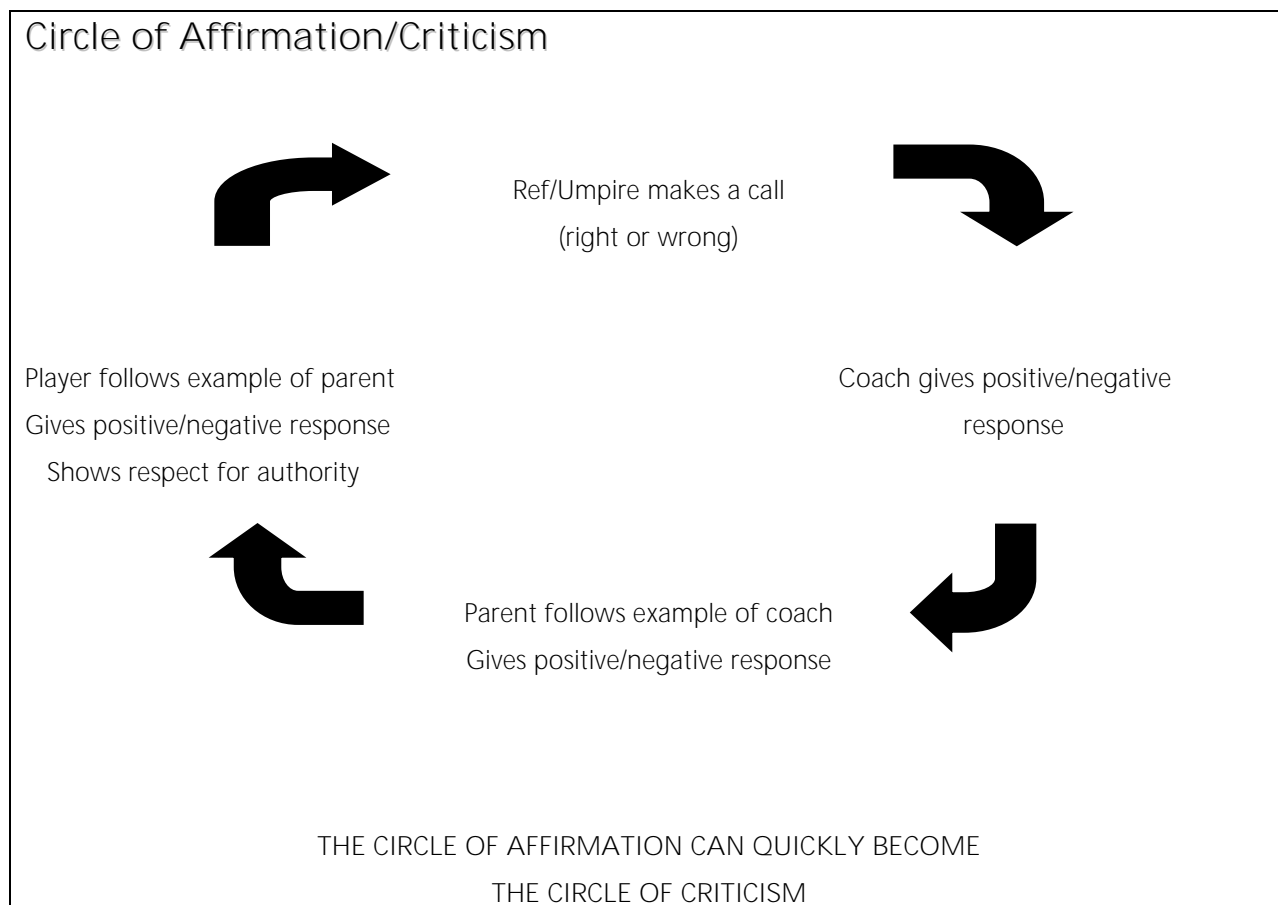 Circle of Affirmation/Criticism
Ref/Umpire makes a call
(right or wrong)
Coach gives positive/negative
response
Parent follows example of coach
Gives positive/negative response
Player follows example of parent
Gives positive/negative response
Shows respect for authority
THE CIRCLE OF AFFIRMATION CAN QUICKLY BECOME
THE CIRCLE OF CRITICISM